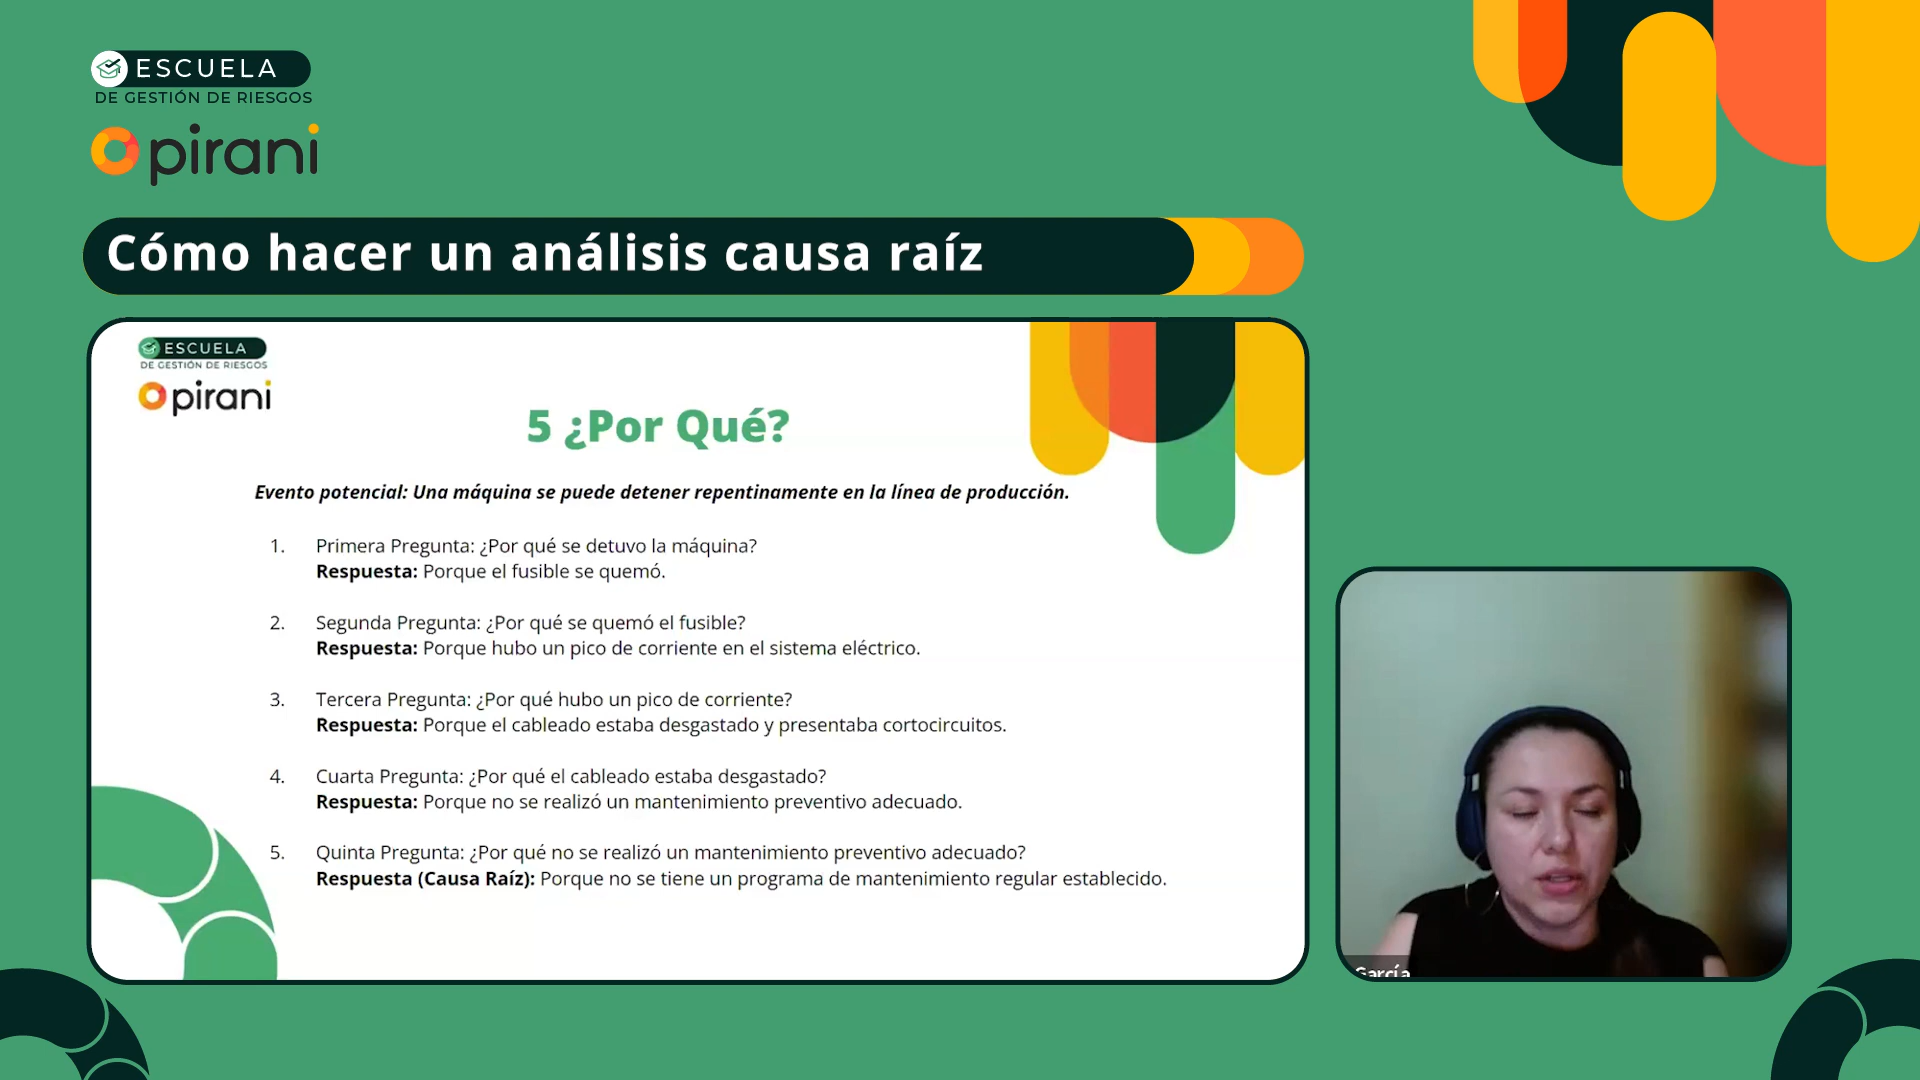 ESCUELA
DE GESTIÓN DE RIESGOS
pirani
Cómo hacer un análisis causa raíz
ESCUELA
DE GESTIÓN DE RIESGOS
pirani
5 ¿Por Qué?
Evento potencial: Una máquina se puede detener repentinamente en la línea de producción.
1. Primera Pregunta: ¿Por qué se detuvo la máquina?
Respuesta: Porque el fusible se quemó.
2. Segunda Pregunta: ¿Por qué se quemó el fusible?
Respuesta: Porque hubo un pico de corriente en el sistema eléctrico.
3. Tercera Pregunta: ¿Por qué hubo un pico de corriente?
Respuesta: Porque el cableado estaba desgastado y presentaba cortocircuitos.
4. Cuarta Pregunta: ¿Por qué el cableado estaba desgastado?
Respuesta: Porque no se realizó un mantenimiento preventivo adecuado.
5. Quinta Pregunta: ¿Por qué no se realizó un mantenimiento preventivo adecuado?
Respuesta (Causa Raíz): Porque no se tiene un programa de mantenimiento regular establecido.
García